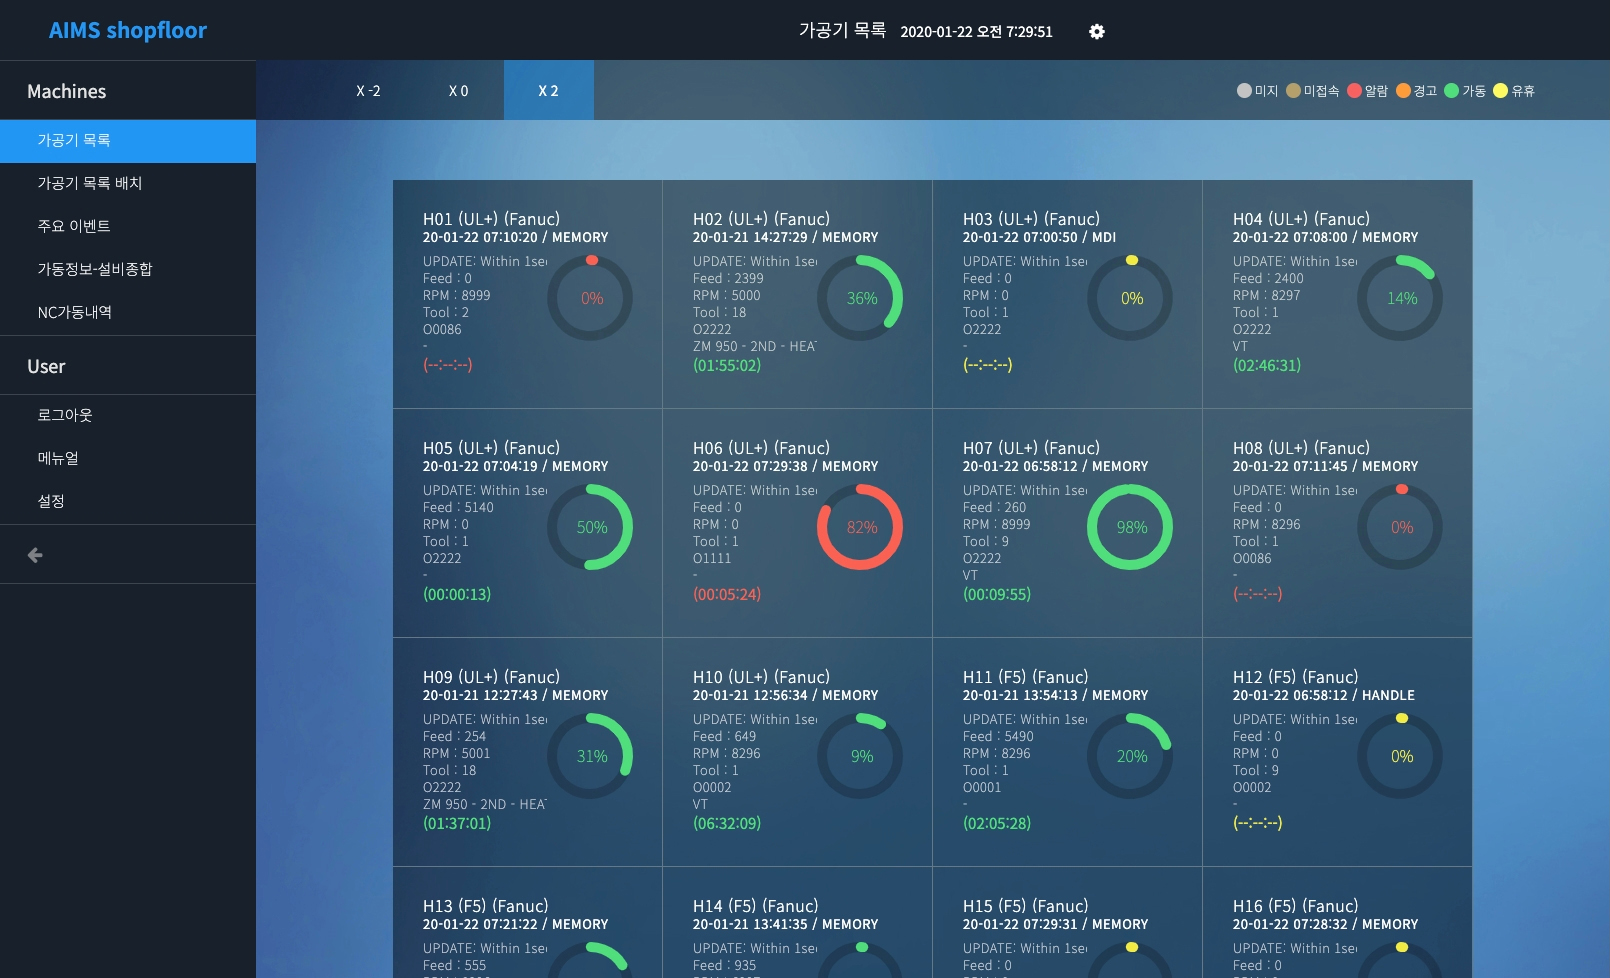 AIMS shopfloor
가공기 목록 2020-01-22 오전 7:29:51
Machines
가공기 목록
가공기 목록 배치
주요 이벤트
가동정보-설비종합
NC가동내역
User
로그아웃
메뉴얼
설정
X -2 X 0 X 2
미지 미접속 알람 경고 가동 유휴
H01 (UL+) (Fanuc)
20-01-22 07:10:20 / MEMORY
UPDATE: Within 1sec
Feed : 0
RPM : 8999
Tool : 2
O0086
-
(--:--:--)
0%
H02 (UL+) (Fanuc)
20-01-21 14:27:29 / MEMORY
UPDATE: Within 1sec
Feed : 2399
RPM : 5000
Tool : 18
O2222
ZM 950 - 2ND - HEAT
(01:55:02)
36%
H03 (UL+) (Fanuc)
20-01-22 07:00:50 / MDI
UPDATE: Within 1sec
Feed : 0
RPM : 0
Tool : 1
O2222
-
(--:--:--)
0%
H04 (UL+) (Fanuc)
20-01-22 07:08:00 / MEMORY
UPDATE: Within 1sec
Feed : 2400
RPM : 8297
Tool : 1
O2222
VT
(02:46:31)
14%
H05 (UL+) (Fanuc)
20-01-22 07:04:19 / MEMORY
UPDATE: Within 1sec
Feed : 5140
RPM : 0
Tool : 1
O2222
-
(00:00:13)
50%
H06 (UL+) (Fanuc)
20-01-22 07:29:38 / MEMORY
UPDATE: Within 1sec
Feed : 0
RPM : 0
Tool : 1
O1111
-
(00:05:24)
82%
H07 (UL+) (Fanuc)
20-01-22 06:58:12 / MEMORY
UPDATE: Within 1sec
Feed : 260
RPM : 8999
Tool : 9
O2222
VT
(00:09:55)
98%
H08 (UL+) (Fanuc)
20-01-22 07:11:45 / MEMORY
UPDATE: Within 1sec
Feed : 0
RPM : 8296
Tool : 1
O0086
-
(--:--:--)
0%
H09 (UL+) (Fanuc)
20-01-21 12:27:43 / MEMORY
UPDATE: Within 1sec
Feed : 254
RPM : 5001
Tool : 18
O2222
ZM 950 - 2ND - HEAT
(01:37:01)
31%
H10 (UL+) (Fanuc)
20-01-21 12:56:34 / MEMORY
UPDATE: Within 1sec
Feed : 649
RPM : 8296
Tool : 1
O0002
VT
(06:32:09)
9%
H11 (F5) (Fanuc)
20-01-21 13:54:13 / MEMORY
UPDATE: Within 1sec
Feed : 5490
RPM : 8296
Tool : 1
O0001
-
(02:05:28)
20%
H12 (F5) (Fanuc)
20-01-22 06:58:12 / HANDLE
UPDATE: Within 1sec
Feed : 0
RPM : 0
Tool : 9
O0002
-
(--:--:--)
0%
H13 (F5) (Fanuc)
20-01-22 07:21:22 / MEMORY
UPDATE: Within 1sec
Feed : 555
H14 (F5) (Fanuc)
20-01-21 13:41:35 / MEMORY
UPDATE: Within 1sec
Feed : 935
H15 (F5) (Fanuc)
20-01-22 07:29:31 / MEMORY
UPDATE: Within 1sec
Feed : 0
H16 (F5) (Fanuc)
20-01-22 07:28:32 / MEMORY
UPDATE: Within 1sec
Feed : 0